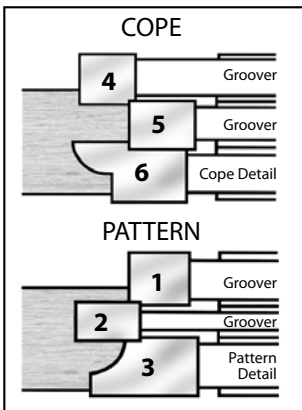 COPE
4
Groover
5
Groover
6
Cope Detail
PATTERN
1
Groover
2
Groover
3
Pattern
Detail